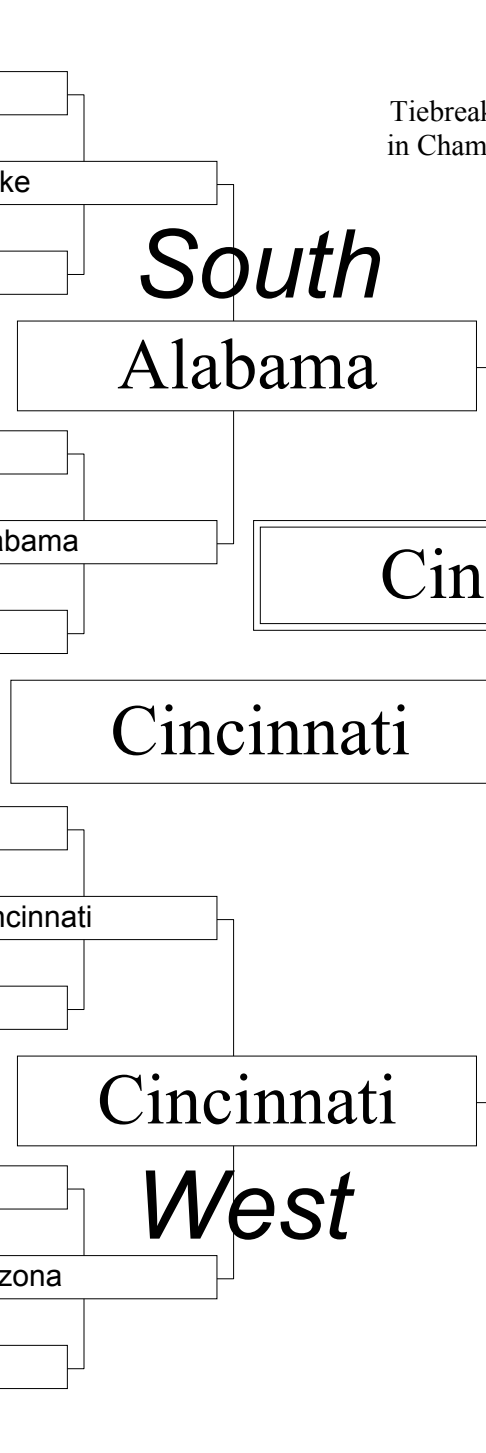 Tiebreak
in Cham
ke
South
Alabama
abama
Cin
Cincinnati
ncinnati
Cincinnati
West
zona